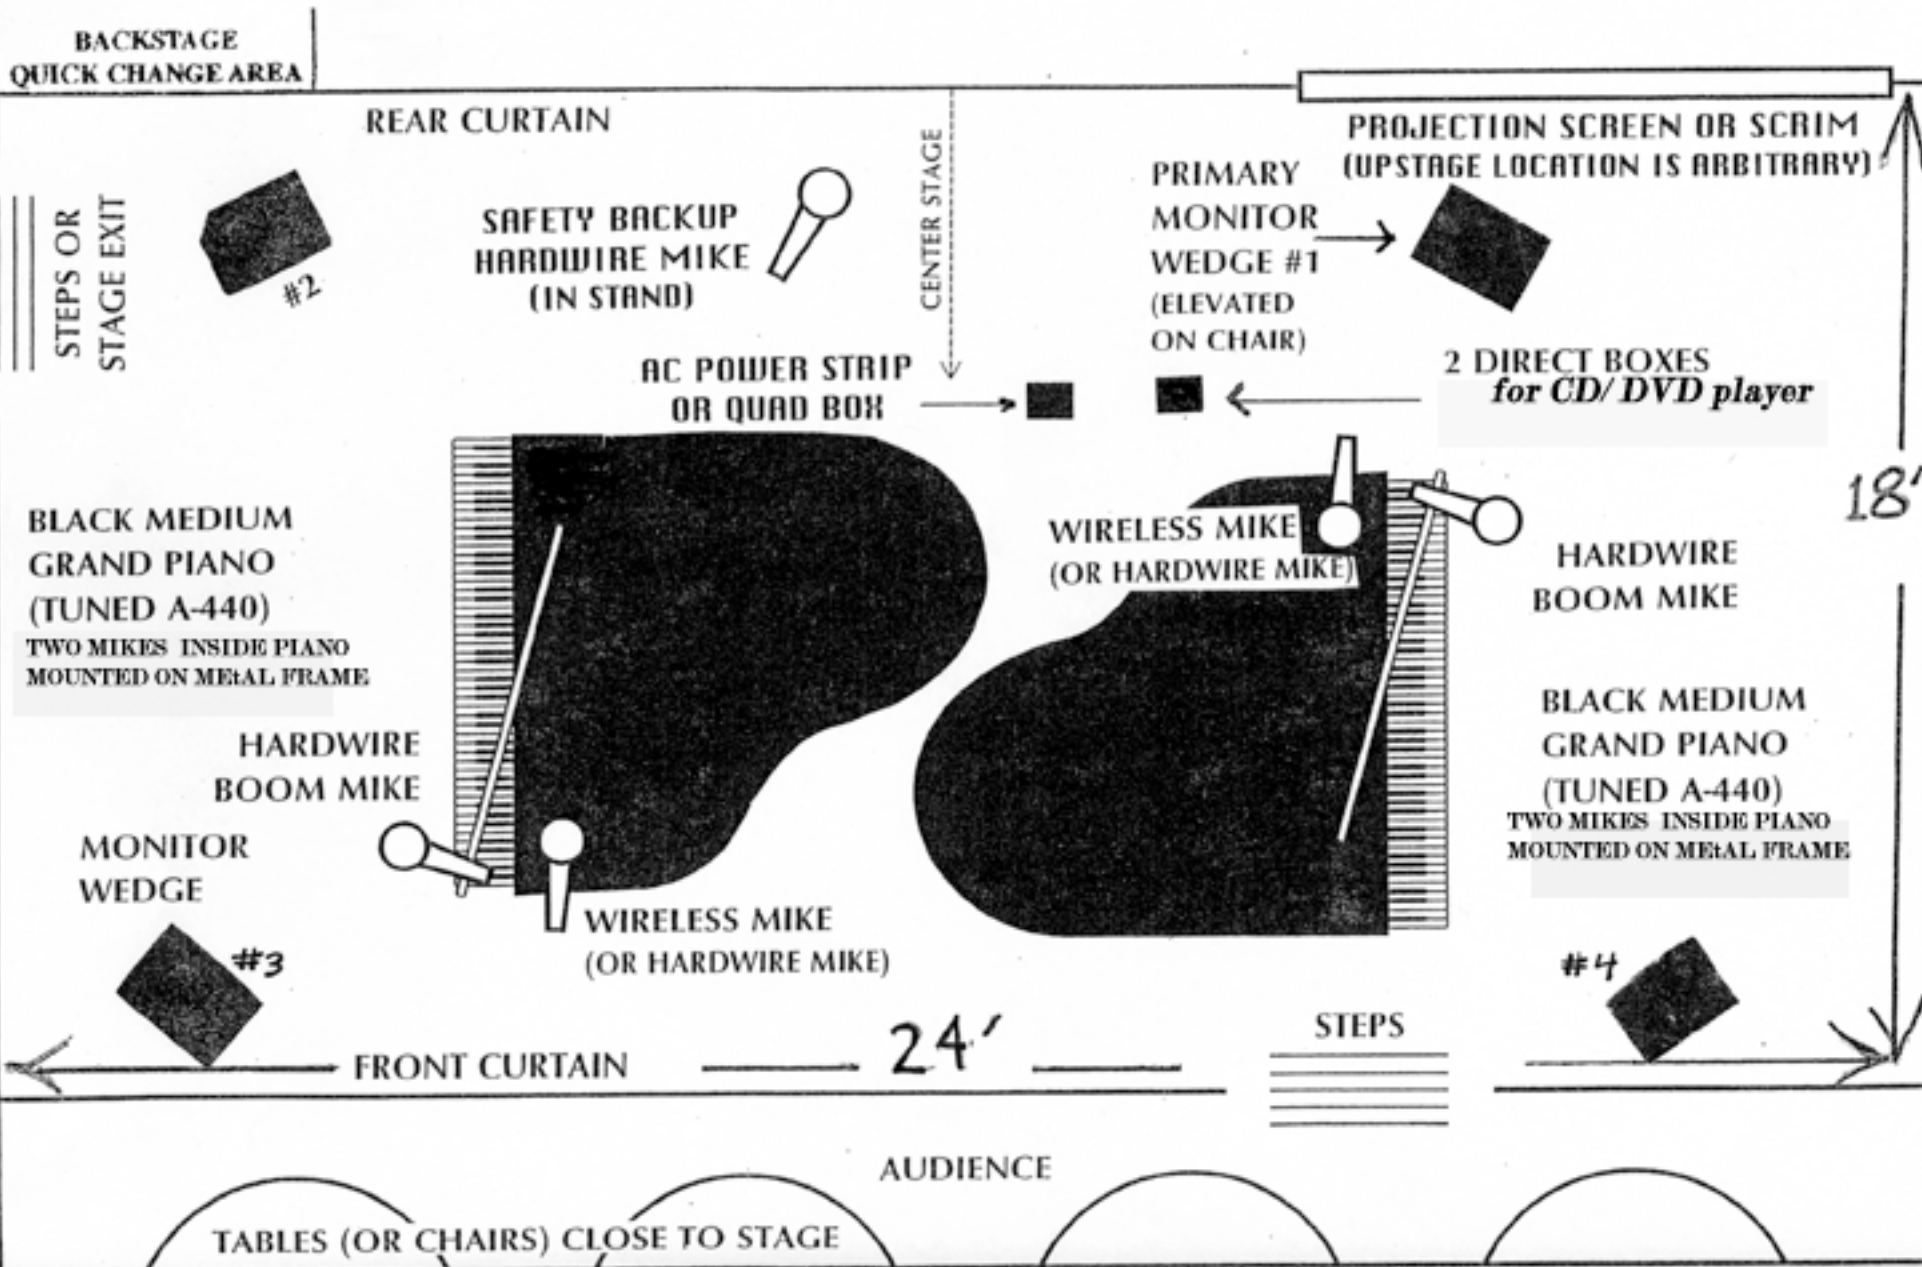 BACKSTAGE
QUICK CHANGE AREA
REAR CURTAIN
PROJECTION SCREEN OR SCRIM
(UPSTAGE LOCATION IS ARBITRARY)
STEPS OR
STAGE EXIT
#2
SAFETY BACKUP
HARDWIRE MIKE
(IN STAND)
CENTER STAGE
PRIMARY
MONITOR
WEDGE #1
(ELEVATED
ON CHAIR)
AC POWER STRIP
OR QUAD BOX
2 DIRECT BOXES
for CD/ DVD player
18'
BLACK MEDIUM
GRAND PIANO
(TUNED A-440)
TWO MIKES INSIDE PIANO
MOUNTED ON MEtAL FRAME
WIRELESS MIKE
(OR HARDWIRE MIKE)
HARDWIRE
BOOM MIKE
HARDWIRE
BOOM MIKE
BLACK MEDIUM
GRAND PIANO
(TUNED A-440)
TWO MIKES INSIDE PIANO
MOUNTED ON MEtAL FRAME
MONITOR
WEDGE
#3
WIRELESS MIKE
(OR HARDWIRE MIKE)
#4
STEPS
FRONT CURTAIN
24'
AUDIENCE
TABLES (OR CHAIRS) CLOSE TO STAGE